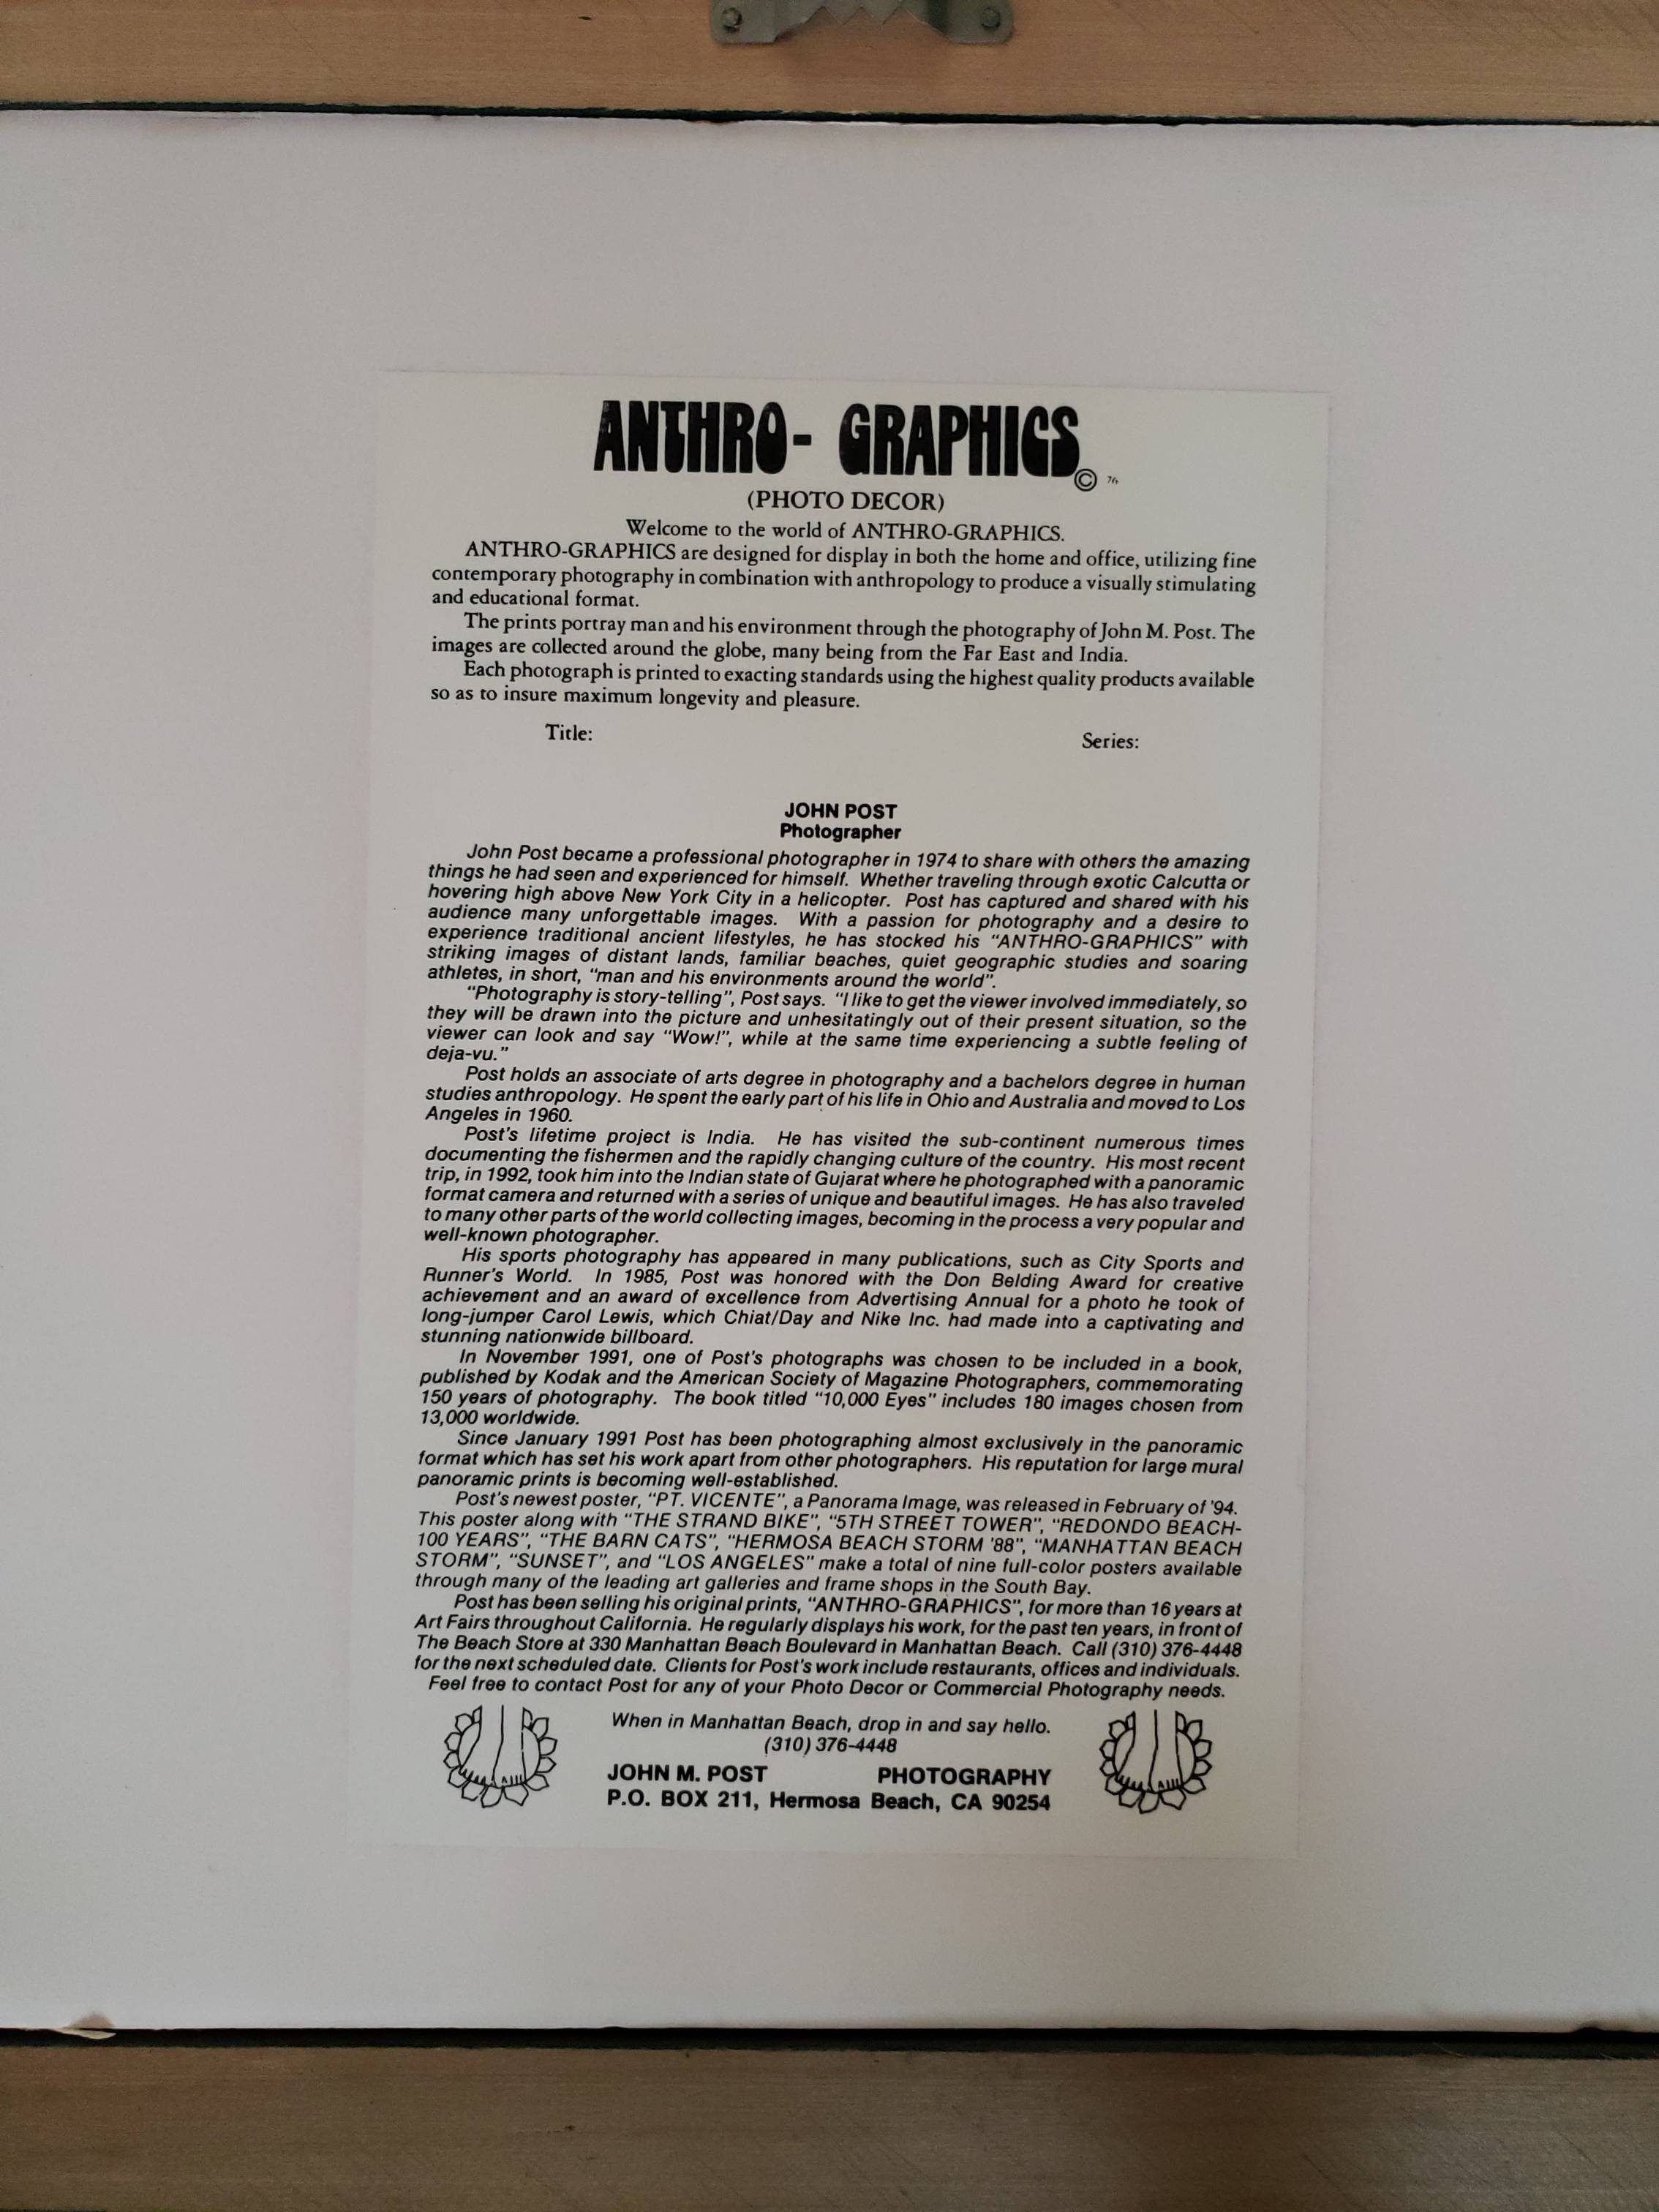 ANTHRO- GRAPHICS © 76
(PHOTO DECOR)
Welcome to the world of ANTHRO-GRAPHICS.
ANTHRO-GRAPHICS are designed for display in both the home and office, utilizing fine
contemporary photography in combination with anthropology to produce a visually stimulating
and educational format.
The prints portray man and his environment through the photography of John M. Post. The
images are collected around the globe, many being from the Far East and India.
Each photograph is printed to exacting standards using the highest quality products available
so as to insure maximum longevity and pleasure.
Title: Series:
JOHN POST
Photographer
John Post became a professional photographer in 1974 to share with others the amazing
things he had seen and experienced for himself. Whether traveling through exotic Calcutta or
hovering high above New York City in a helicopter. Post has captured and shared with his
audience many unforgettable images. With a passion for photography and a desire to
experience traditional ancient lifestyles, he has stocked his "ANTHRO-GRAPHICS" with
striking images of distant lands, familiar beaches, quiet geographic studies and soaring
athletes, in short, "man and his environments around the world".
"Photography is story-telling", Post says. "I like to get the viewer involved immediately, so
they will be drawn into the picture and unhesitatingly out of their present situation, so the
viewer can look and say "Wow!", while at the same time experiencing a subtle feeling of
deja-vu."
Post holds an associate of arts degree in photography and a bachelors degree in human
studies anthropology. He spent the early part of his life in Ohio and Australia and moved to Los
Angeles in 1960.
Post's lifetime project is India. He has visited the sub-continent numerous times
documenting the fishermen and the rapidly changing culture of the country. His most recent
trip, in 1992, took him into the Indian state of Gujarat where he photographed with a panoramic
format camera and returned with a series of unique and beautiful images. He has also traveled
to many other parts of the world collecting images, becoming in the process a very popular and
well-known photographer.
His sports photography has appeared in many publications, such as City Sports and
Runner's World. In 1985, Post was honored with the Don Belding Award for creative
achievement and an award of excellence from Advertising Annual for a photo he took of
long-jumper Carol Lewis, which Chiat/Day and Nike Inc. had made into a captivating and
stunning nationwide billboard.
In November 1991, one of Post's photographs was chosen to be included in a book,
published by Kodak and the American Society of Magazine Photographers, commemorating
150 years of photography. The book titled "10,000 Eyes" includes 180 images chosen from
13,000 worldwide.
Since January 1991 Post has been photographing almost exclusively in the panoramic
format which has set his work apart from other photographers. His reputation for large mural
panoramic prints is becoming well-established.
Post's newest poster, "PT. VICENTE", a Panorama Image, was released in February of '94.
This poster along with "THE STRAND BIKE", "5TH STREET TOWER", "REDONDO BEACH-
100 YEARS", "THE BARN CATS", "HERMOSA BEACH STORM '88", "MANHATTAN BEACH
STORM", "SUNSET", and "LOS ANGELES" make a total of nine full-color posters available
through many of the leading art galleries and frame shops in the South Bay.
Post has been selling his original prints, "ANTHRO-GRAPHICS", for more than 16 years at
Art Fairs throughout California. He regularly displays his work, for the past ten years, in front of
The Beach Store at 330 Manhattan Beach Boulevard in Manhattan Beach. Call (310) 376-4448
for the next scheduled date. Clients for Post's work include restaurants, offices and individuals.
Feel free to contact Post for any of your Photo Decor or Commercial Photography needs.
When in Manhattan Beach, drop in and say hello.
(310) 376-4448
JOHN M. POST PHOTOGRAPHY
P.O. BOX 211, Hermosa Beach, CA 90254